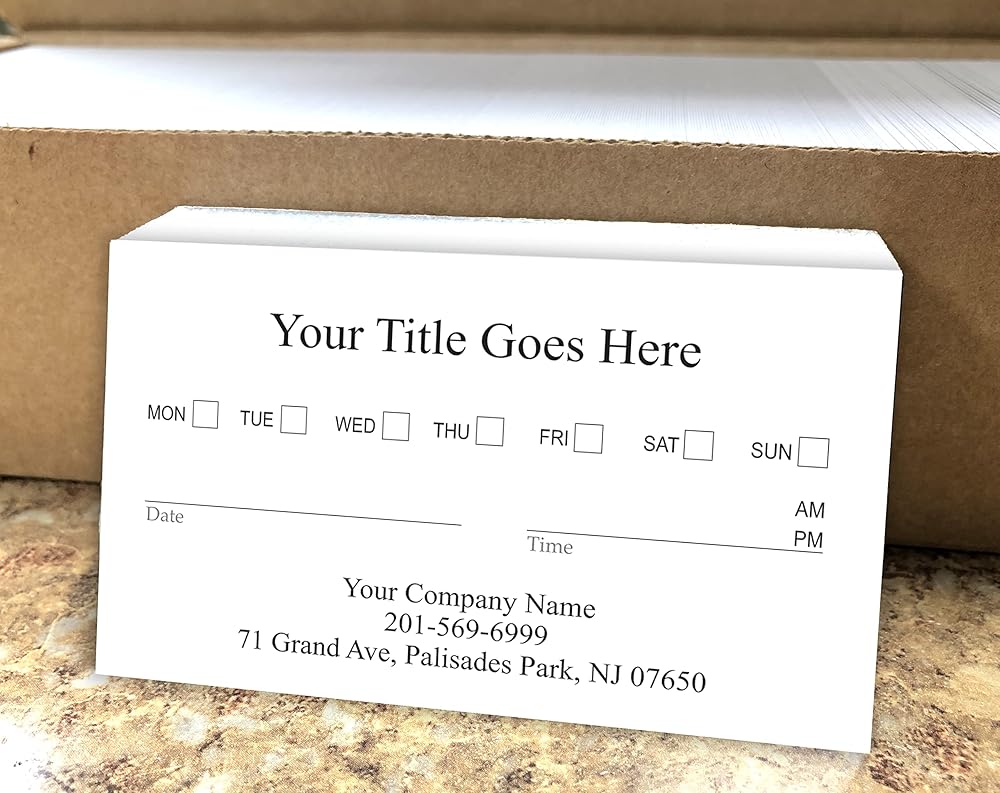 Your Title Goes Here
MON TUE WED THU FRI SAT SUN
AM
PM
Date Time
Your Company Name
201-569-6999
71 Grand Ave, Palisades Park, NJ 07650